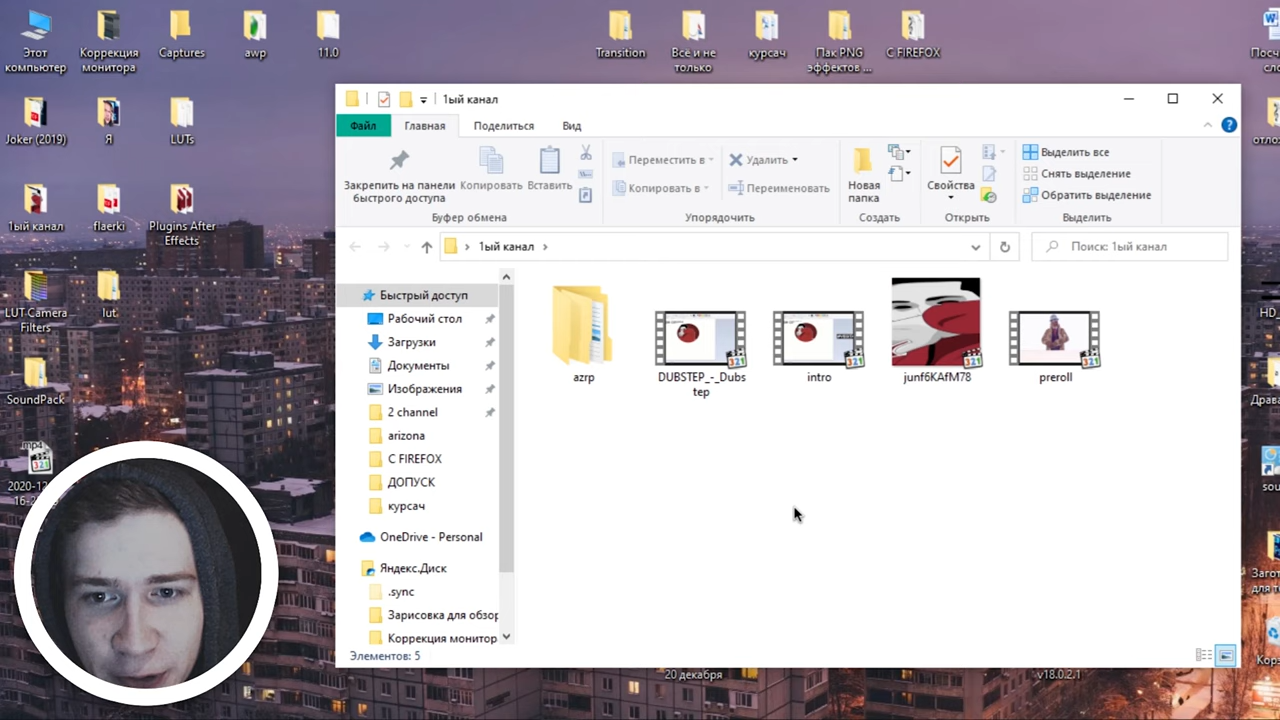 Этот
компьютер
Коррекция
монитора
Captures
awp
11.0
Transition
Всё и не
только
курсач
Пак PNG
эффектов ...
C FIREFOX
Joker (2019)
Я
LUTs
1ый канал
flaerki
Plugins After
Effects
LUT Camera
Filters
lut
SoundPack
mp4
321
1ый канал
Файл
Главная
Поделиться
Вид
Закрепить на панели
быстрого доступа
Копировать
Вставить
Буфер обмена
Переместить в
Копировать в
Удалить
Переименовать
Упорядочить
Новая
папка
Создать
Свойства
Открыть
Выделить все
Снять выделение
Обратить выделение
Выделить
1ый канал
Поиск: 1ый канал
Быстрый доступ
Рабочий стол
Загрузки
Документы
Изображения
2 channel
arizona
C FIREFOX
ДОПУСК
курсач
OneDrive - Personal
Яндекс.Диск
.sync
Зарисовка для обзор
Коррекция монитор
azrp
DUBSTEP_-_Dubs
tep
intro
junf6KAfM78
preroll
Элементов: 5
20 декабря
v18.0.2.1